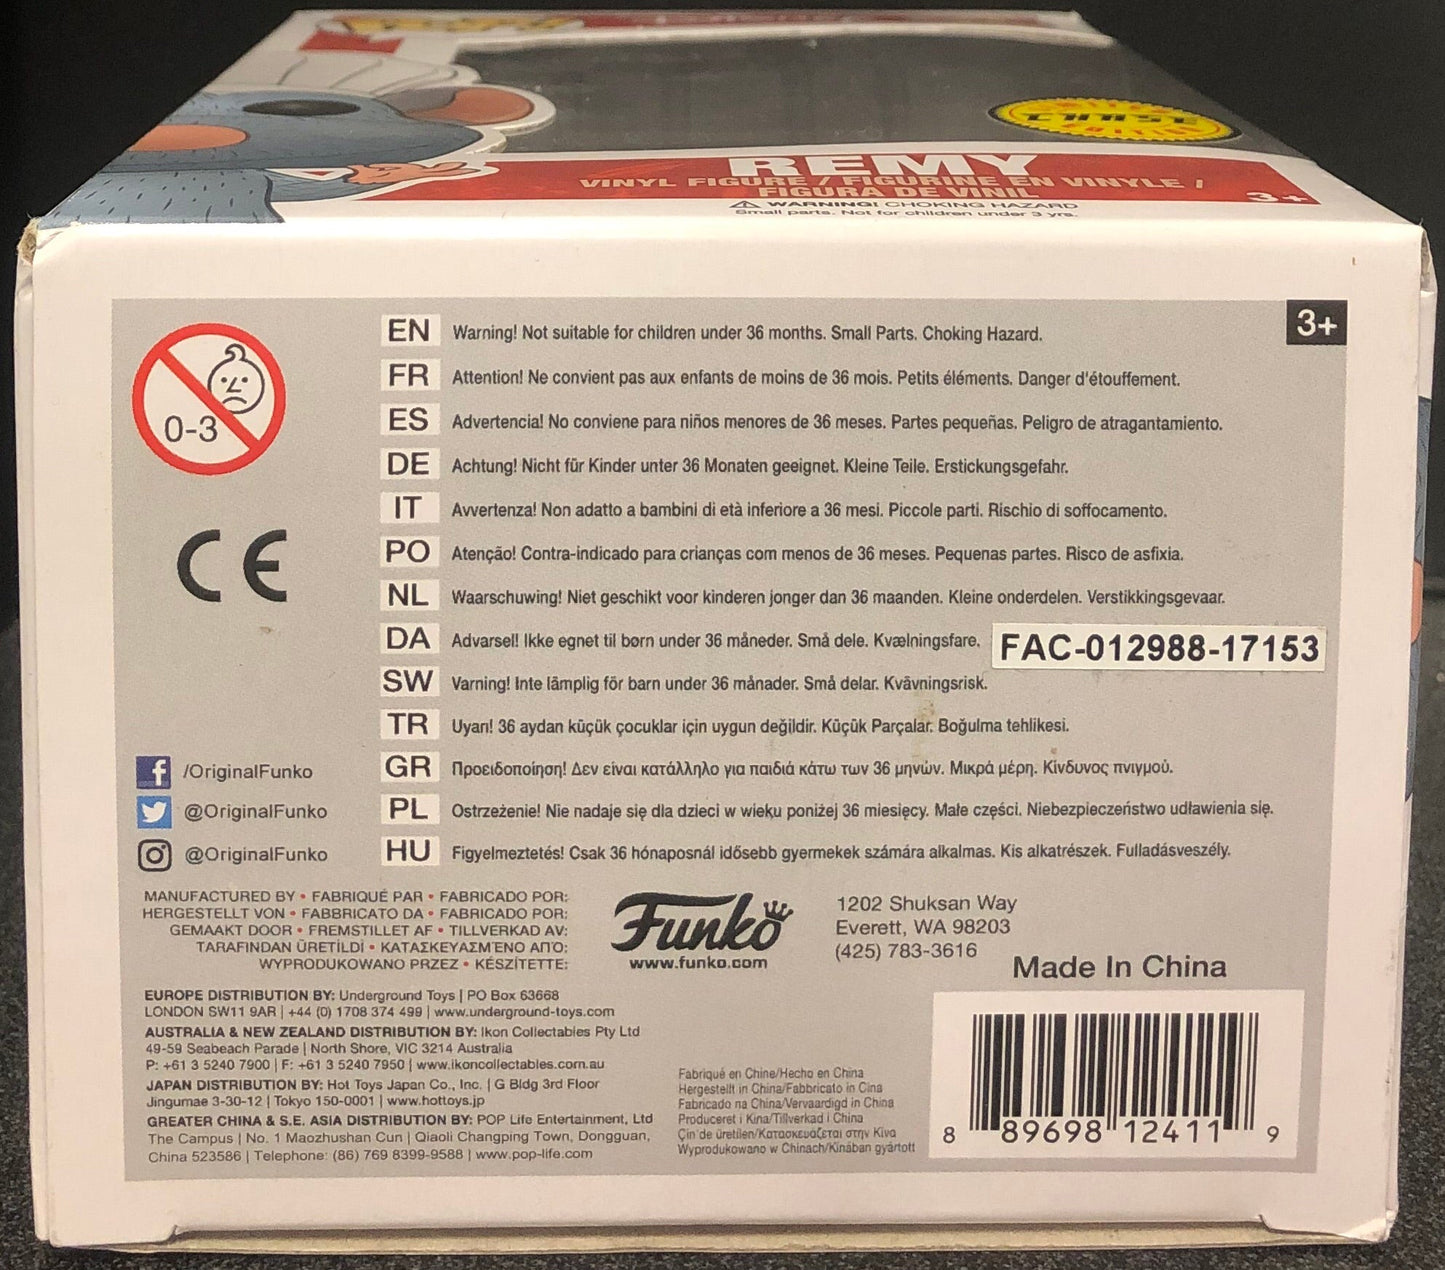 CHASE
REMY
VINYL FIGURE / FIGURINE EN VINYLE /
FIGURA DE VINIL
3+
⚠ WARNING! CHOKING HAZARD
Small parts. Not for children under 3 yrs.
3+
0-3
CE
EN Warning! Not suitable for children under 36 months. Small Parts. Choking Hazard.
FR Attention! Ne convient pas aux enfants de moins de 36 mois. Petits éléments. Danger d'étouffement.
ES Advertencia! No conviene para niños menores de 36 meses. Partes pequeñas. Peligro de atragantamiento.
DE Achtung! Nicht für Kinder unter 36 Monaten geeignet. Kleine Teile. Erstickungsgefahr.
IT Avvertenza! Non adatto a bambini di età inferiore a 36 mesi. Piccole parti. Rischio di soffocamento.
PO Atenção! Contra-indicado para crianças com menos de 36 meses. Pequenas partes. Risco de asfixia.
NL Waarschuwing! Niet geschikt voor kinderen jonger dan 36 maanden. Kleine onderdelen. Verstikkingsgevaar.
DA Advarsel! Ikke egnet til børn under 36 måneder. Små dele. Kvælningsfare.
FAC-012988-17153
SW Varning! Inte lämplig för barn under 36 månader. Små delar. Kvävningsrisk.
TR Uyarı! 36 aydan küçük çocuklar için uygun değildir. Küçük Parçalar. Boğulma tehlikesi.
GR Προειδοποίηση! Δεν είναι κατάλληλο για παιδιά κάτω των 36 μηνών. Μικρά μέρη. Κίνδυνος πνιγμού.
PL Ostrzeżenie! Nie nadaje się dla dzieci w wieku poniżej 36 miesięcy. Małe części. Niebezpieczeństwo udławienia się.
HU Figyelmeztetés! Csak 36 hónaposnál idősebb gyermekek számára alkalmas. Kis alkatrészek. Fulladásveszély.
/OriginalFunko
@OriginalFunko
@OriginalFunko
MANUFACTURED BY • FABRIQUÉ PAR • FABRICADO POR:
HERGESTELLT VON • FABBRICATO DA • FABRICADO POR:
GEMAAKT DOOR • FREMSTILLET AF • TILLVERKAD AV:
TARAFINDAN ÜRETİLDİ • ΚΑΤΑΣΚΕΥΑΣΜΈΝΟ ΑΠΌ:
WYPRODUKOWANO PRZEZ • KÉSZÍTETTE:
Funko
www.funko.com
1202 Shuksan Way
Everett, WA 98203
(425) 783-3616
Made In China
EUROPE DISTRIBUTION BY: Underground Toys | PO Box 63668
LONDON SW11 9AR | +44 (0) 1708 374 499 | www.underground-toys.com
AUSTRALIA & NEW ZEALAND DISTRIBUTION BY: Ikon Collectables Pty Ltd
49-59 Seabeach Parade | North Shore, VIC 3214 Australia
P: +61 3 5240 7900 | F: +61 3 5240 7950 | www.ikoncollectables.com.au
JAPAN DISTRIBUTION BY: Hot Toys Japan Co., Inc. | G Bldg 3rd Floor
Jingumae 3-30-12 | Tokyo 150-0001 | www.hottoys.jp
GREATER CHINA & S.E. ASIA DISTRIBUTION BY: POP Life Entertainment, Ltd
The Campus | No. 1 Maozhushan Cun | Qiaoli Changping Town, Dongguan,
China 523586 | Telephone: (86) 769 8399-9588 | www.pop-life.com
Fabriqué en Chine/Hecho en China
Hergestellt in China/Fabbricato in Cina
Fabricado na China/Vervaardigd in China
Produceret i Kina/Tillverkad i China
Çin'de üretilen/Κατασκευάζεται στην Κίνα
Wyprodukowano w Chinach/Kínában gyártott
8 89698 12411 9